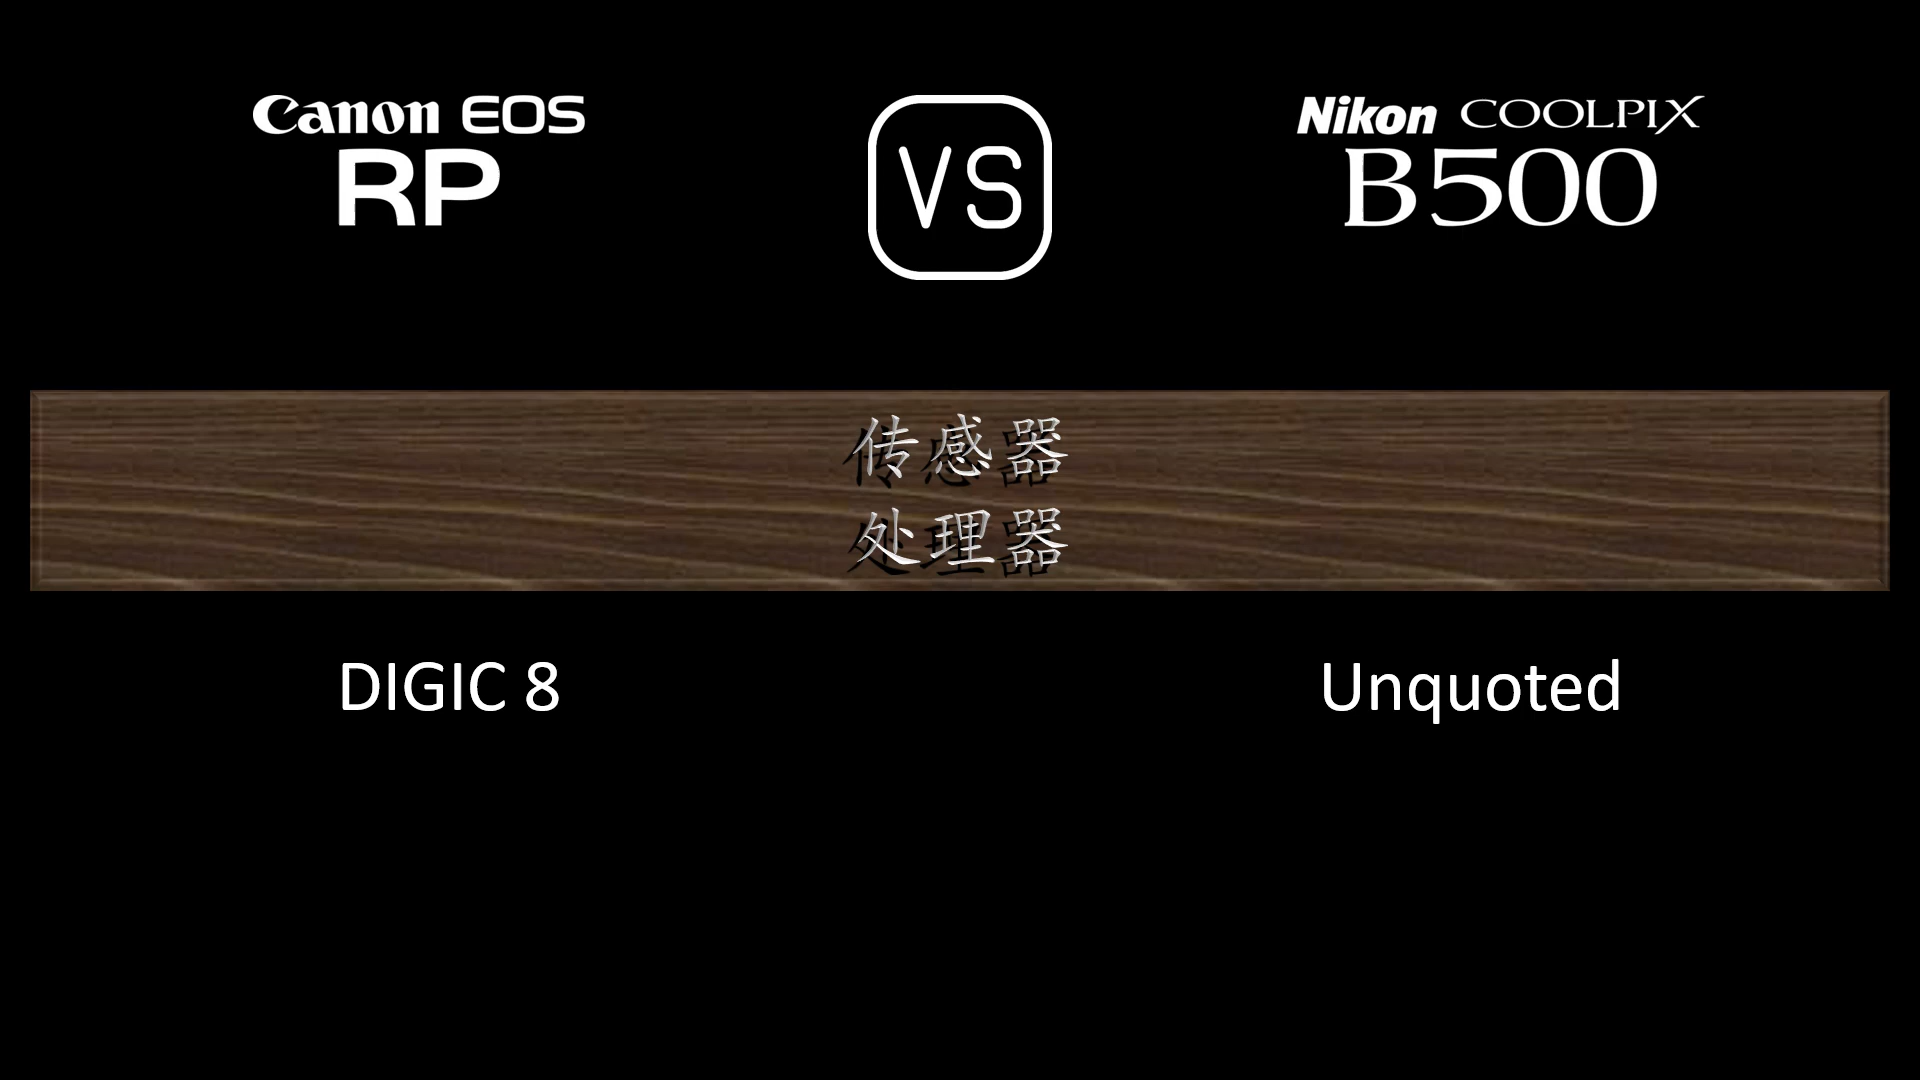 Canon EOS
RP
VS
Nikon COOLPIX
B500
传感器
处理器
DIGIC 8
Unquoted